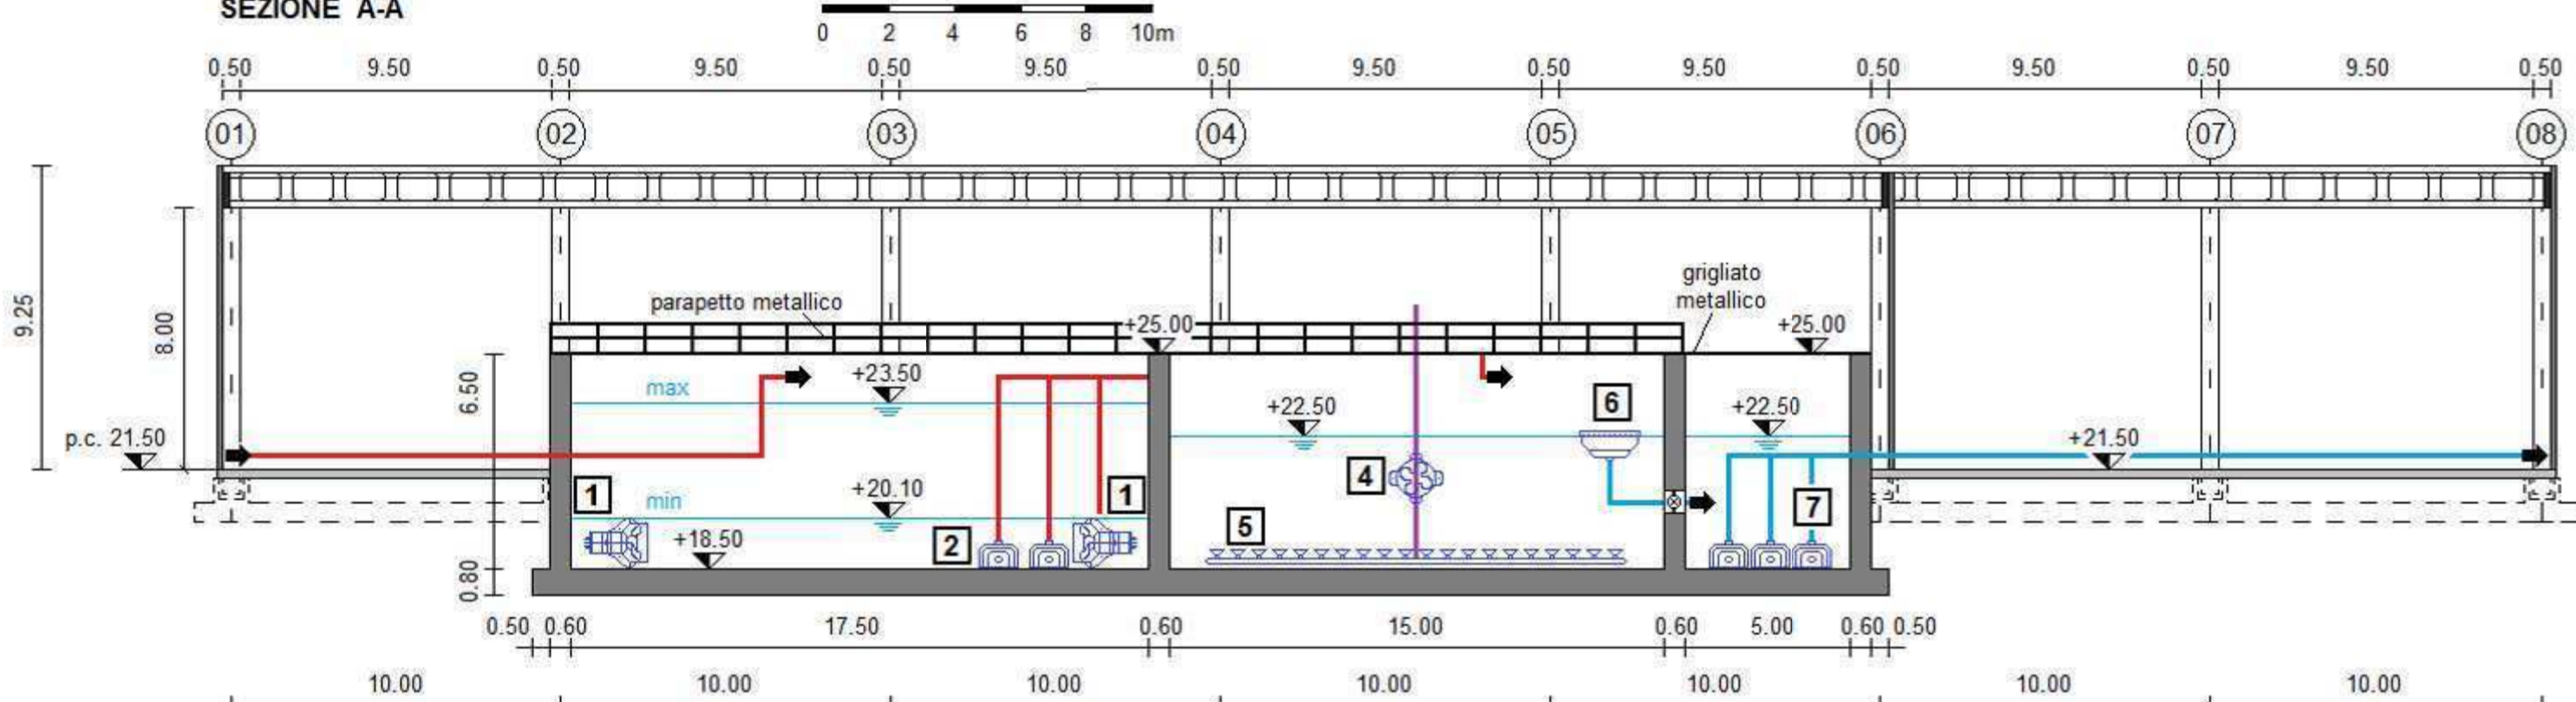 SEZIONE A-A
0 2 4 6 8 10m
0.50 9.50 0.50 9.50 0.50 9.50 0.50 9.50 0.50 9.50 0.50 9.50 0.50 9.50 0.50
01 02 03 04 05 06 07 08
grigliato
metallico
parapetto metallico
+25.00 +25.00
9.25
8.00
6.50
max
+23.50
+22.50
6
+22.50
p.c. 21.50
+21.50
1
min
+20.10
1
4
7
+18.50
2
5
0.80
0.50 0.60 17.50 0.60 15.00 0.60 5.00 0.60 0.50
10.00 10.00 10.00 10.00 10.00 10.00 10.00